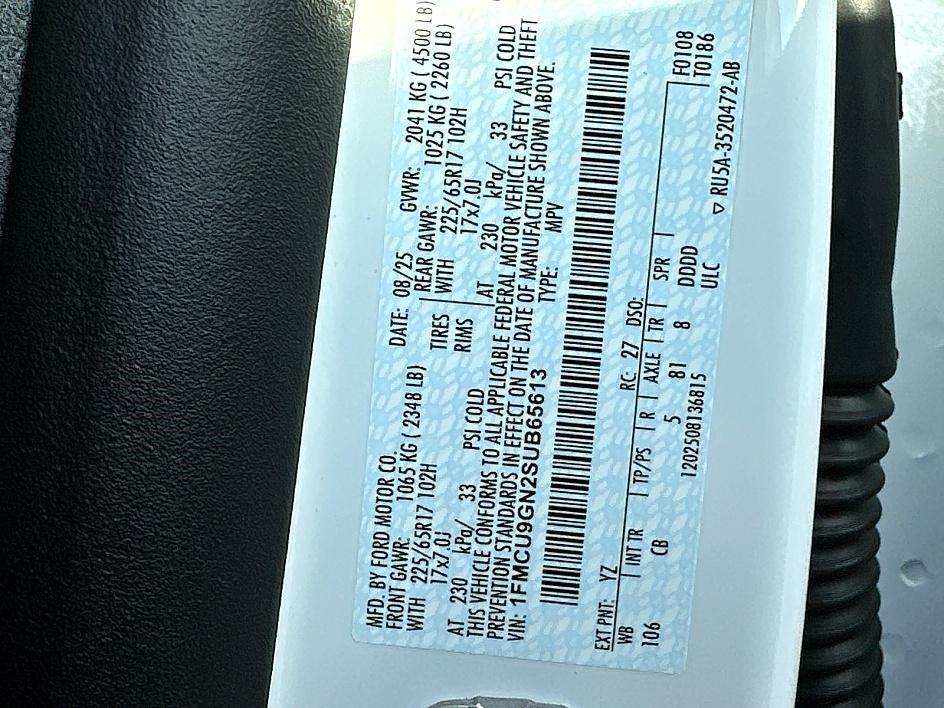 MFD. BY FORD MOTOR CO.
DATE: 08/25 GVWR: 2041 KG ( 4500 LB)
FRONT GAWR: 1065 KG ( 2348 LB) REAR GAWR: 1025 KG ( 2260 LB)
WITH 225/65R17 102H TIRES WITH 225/65R17 102H
17x7.0J RIMS 17x7.0J
AT 230 kPa/ 33 PSI COLD AT 230 kPa/ 33 PSI COLD
THIS VEHICLE CONFORMS TO ALL APPLICABLE FEDERAL MOTOR VEHICLE SAFETY AND THEFT
PREVENTION STANDARDS IN EFFECT ON THE DATE OF MANUFACTURE SHOWN ABOVE.
VIN: 1FMCU9GN2SUB65613 TYPE: MPV
EXT PNT: YZ RC: 27 DSO: F0108
WB INT TR TP/PS R AXLE TR SPR T0186
106 CB 5 81 8 DDDD
1202508136815 ULC ▽ RU5A-3520472-AB